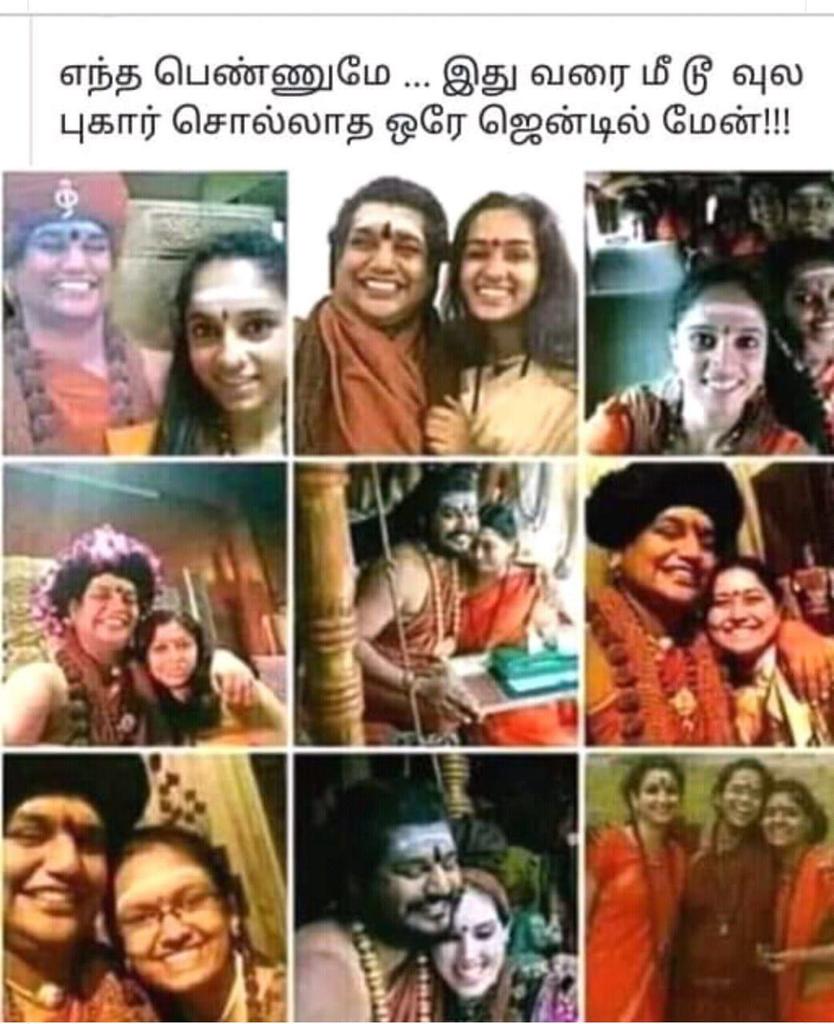 எந்த பெண்ணுமே ... இது வரை மீ டூ வுல
புகார் சொல்லாத ஒரே ஜென்டில் மேன்!!!